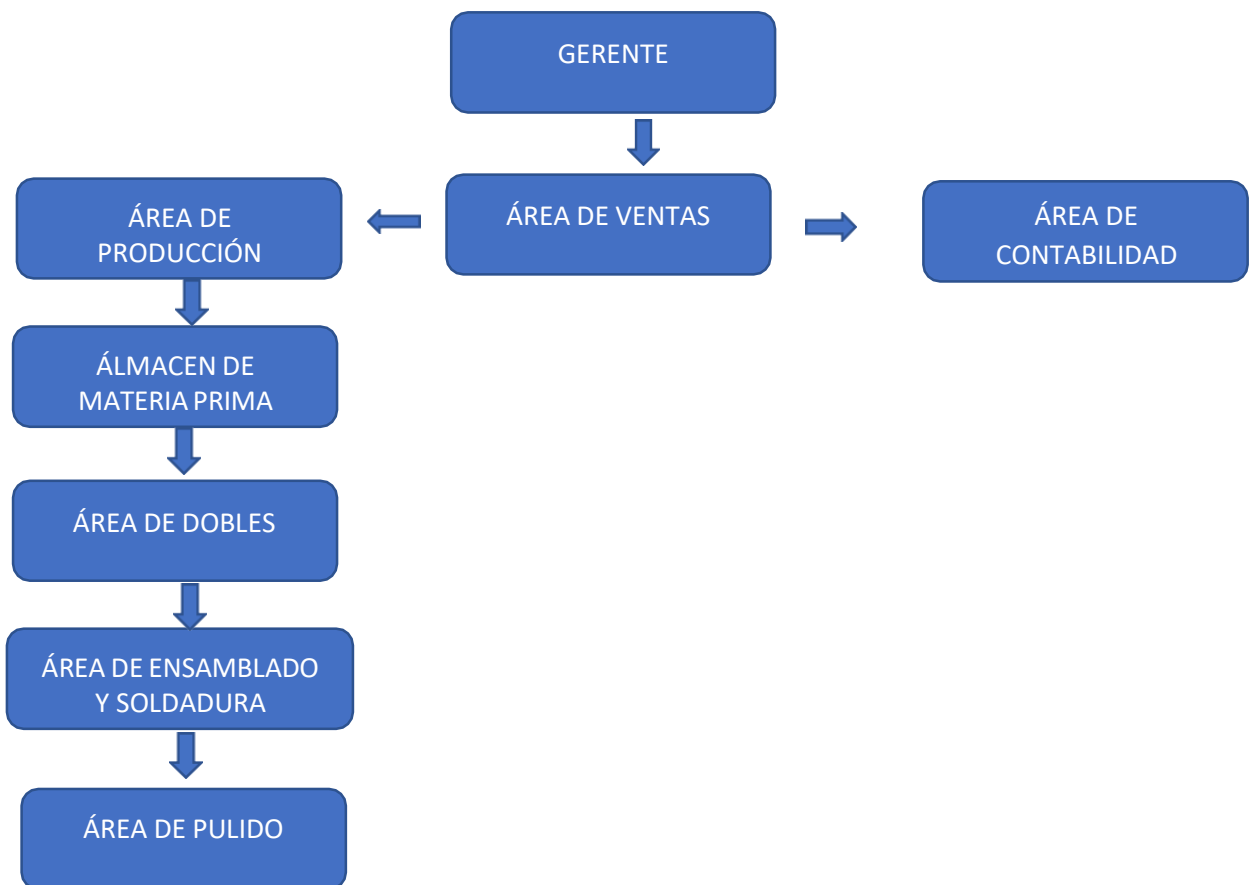 GERENTE
ÁREA DE
PRODUCCIÓN
ÁREA DE VENTAS
ÁREA DE
CONTABILIDAD
ÁLMACEN DE
MATERIA PRIMA
ÁREA DE DOBLES
ÁREA DE ENSAMBLADO
Y SOLDADURA
ÁREA DE PULIDO